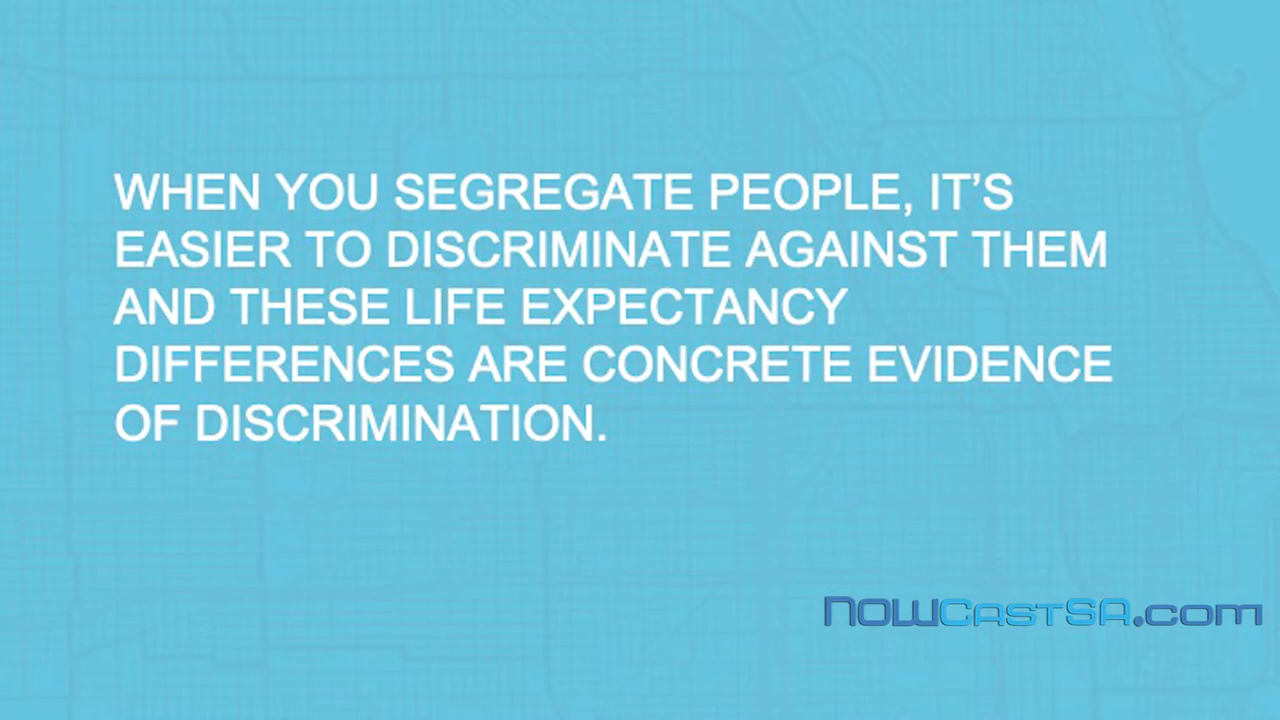 WHEN YOU SEGREGATE PEOPLE, IT’S
EASIER TO DISCRIMINATE AGAINST THEM
AND THESE LIFE EXPECTANCY
DIFFERENCES ARE CONCRETE EVIDENCE
OF DISCRIMINATION.
NOWCASTSA.com